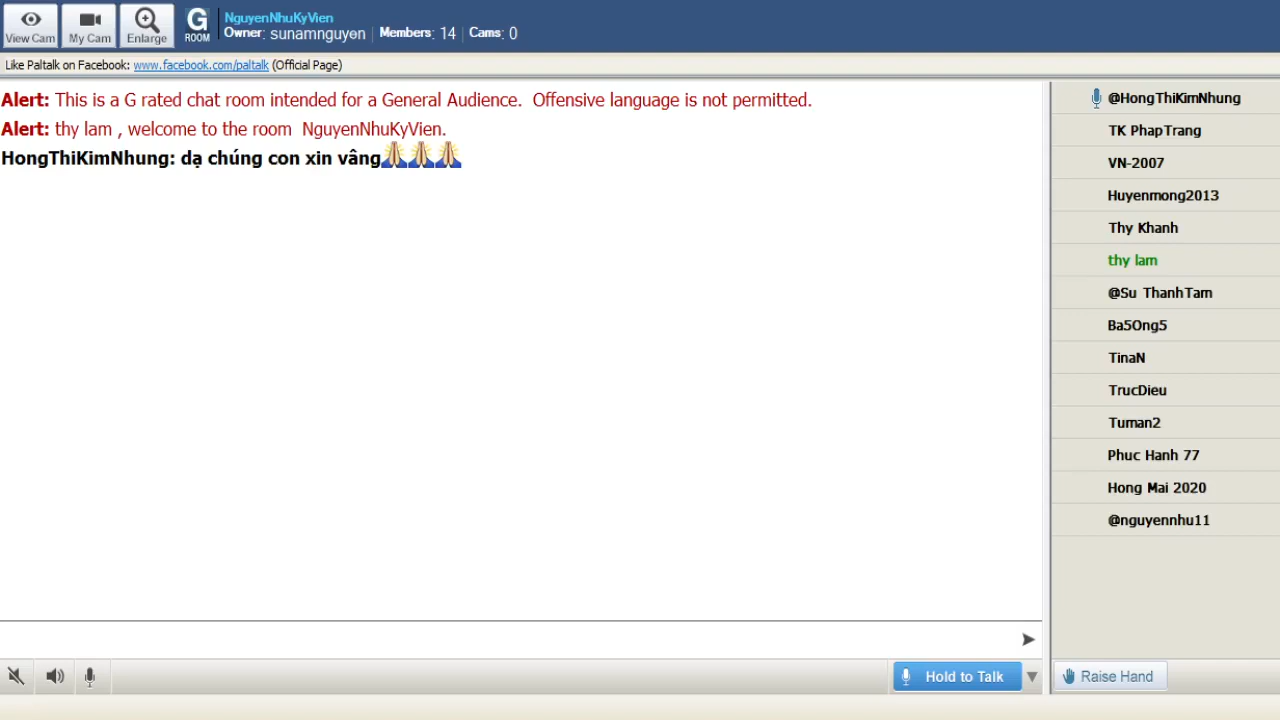 View Cam
My Cam
Enlarge
G
ROOM
NguyenNhuKyVien
Owner: sunamnguyen | Members: 14 | Cams: 0
Like Paltalk on Facebook: www.facebook.com/paltalk (Official Page)
Alert: This is a G rated chat room intended for a General Audience.  Offensive language is not permitted.
Alert: thy lam , welcome to the room  NguyenNhuKyVien.
HongThiKimNhung: dạ chúng con xin vâng
@HongThiKimNhung
TK PhapTrang
VN-2007
Huyenmong2013
Thy Khanh
thy lam
@Su ThanhTam
Ba5Ong5
TinaN
TrucDieu
Tuman2
Phuc Hanh 77
Hong Mai 2020
@nguyennhu11
Hold to Talk
Raise Hand